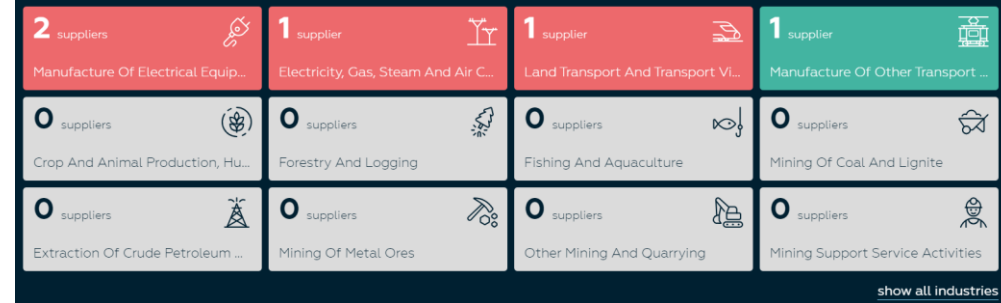 2 suppliers
Manufacture Of Electrical Equip...
1 supplier
Electricity, Gas, Steam And Air C...
1 supplier
Land Transport And Transport Vi...
1 supplier
Manufacture Of Other Transport ...
0 suppliers
Crop And Animal Production, Hu...
0 suppliers
Forestry And Logging
0 suppliers
Fishing And Aquaculture
0 suppliers
Mining Of Coal And Lignite
0 suppliers
Extraction Of Crude Petroleum ...
0 suppliers
Mining Of Metal Ores
0 suppliers
Other Mining And Quarrying
0 suppliers
Mining Support Service Activities
show all industries